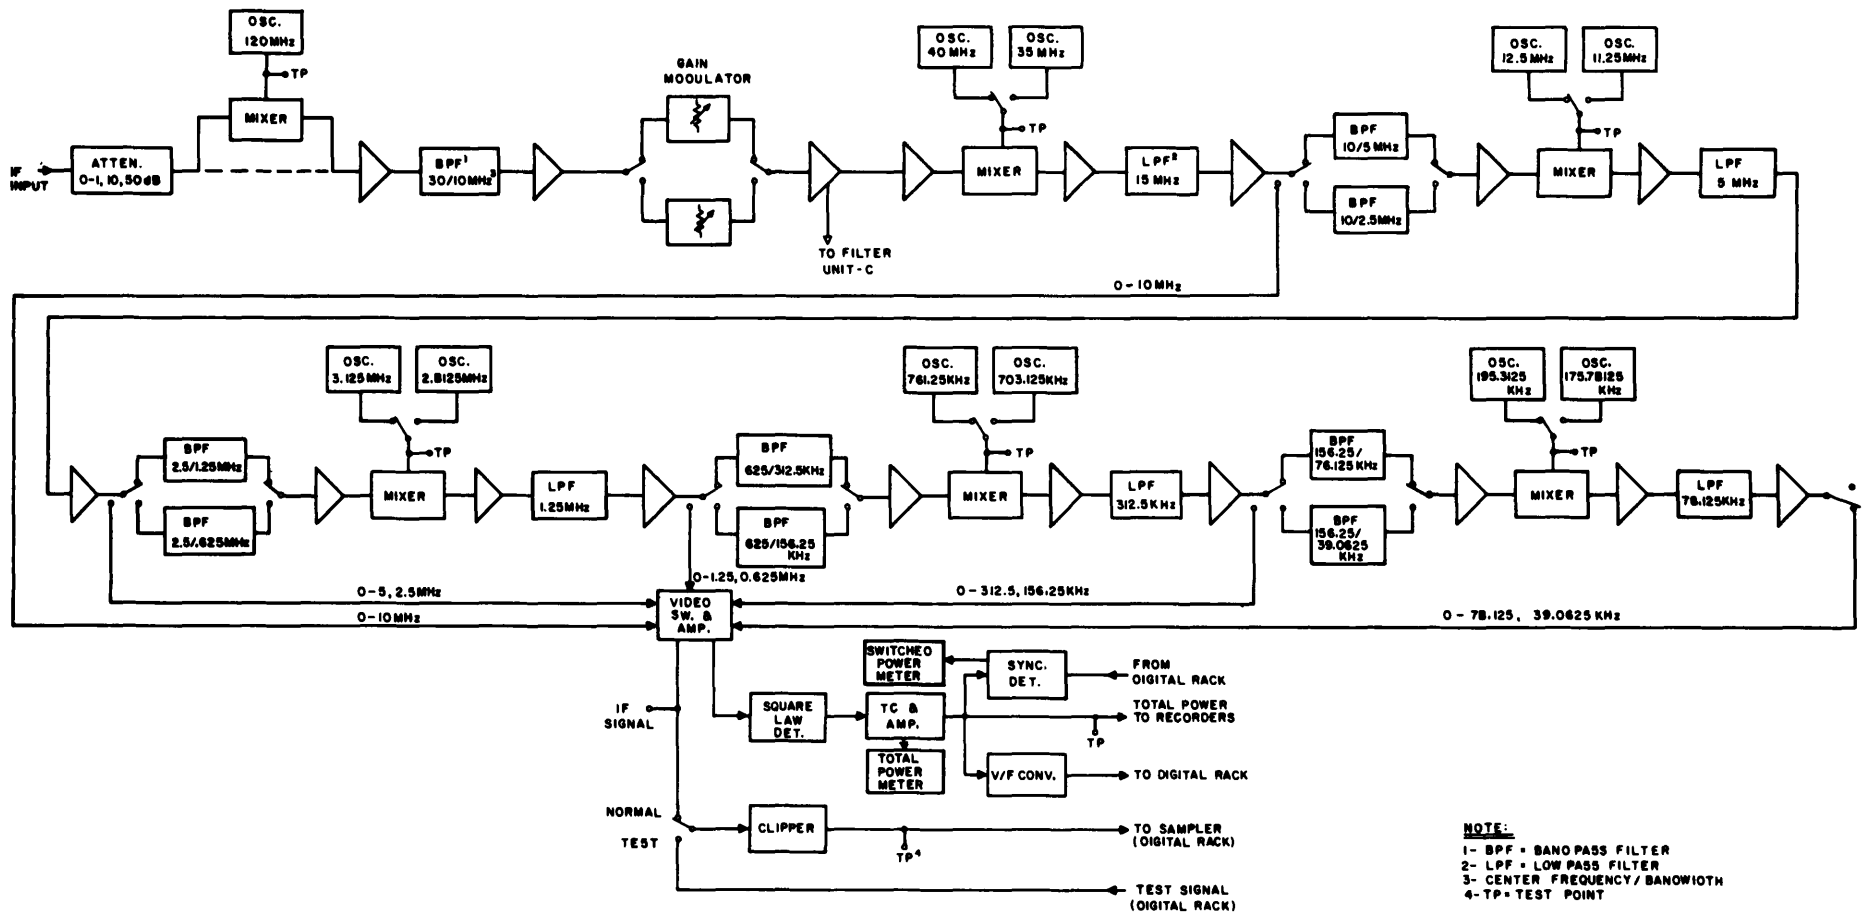 OSC.
120MHz
TP
MIXER
IF
INPUT
ATTEN.
0-1, 10, 50dB
BPF1
30/10MHz3
GAIN
MODULATOR
TO FILTER
UNIT-C
OSC.
40MHz
OSC.
35MHz
TP
MIXER
LPF2
15 MHz
BPF
10/5 MHz
BPF
10/2.5MHz
OSC.
12.5MHz
OSC.
11.25MHz
TP
MIXER
LPF
5 MHz
0-10MHz
OSC.
3.125MHz
OSC.
2.8125MHz
TP
BPF
2.5/1.25MHz
BPF
2.5/.625MHz
MIXER
LPF
1.25MHz
OSC.
761.25KHz
OSC.
703.125KHz
TP
BPF
625/312.5KHz
BPF
625/156.25
KHz
MIXER
LPF
312.5KHz
OSC
195.3125
KHz
OSC.
175.78125
KHz
TP
BPF
156.25/
76.125KHz
BPF
156.25/
39.0625
KHz
MIXER
LPF
78.125KHz
0-5, 2.5MHz
0-10MHz
0-1.25, 0.625MHz
0-312.5, 156.25KHz
0-78.125, 39.0625 KHz
VIDEO
SW. &
AMP.
SWITCHED
POWER
METER
SYNC.
DET.
FROM
DIGITAL RACK
IF
SIGNAL
SQUARE
LAW
DET.
TC &
AMP.
TOTAL POWER
TO RECORDERS
TP
TOTAL
POWER
METER
V/F CONV.
TO DIGITAL RACK
NORMAL
TEST
CLIPPER
TP4
TO SAMPLER
(DIGITAL RACK)
TEST SIGNAL
(DIGITAL RACK)
NOTE:
1- BPF = BANDPASS FILTER
2- LPF = LOW PASS FILTER
3- CENTER FREQUENCY/BANDWIDTH
4- TP = TEST POINT